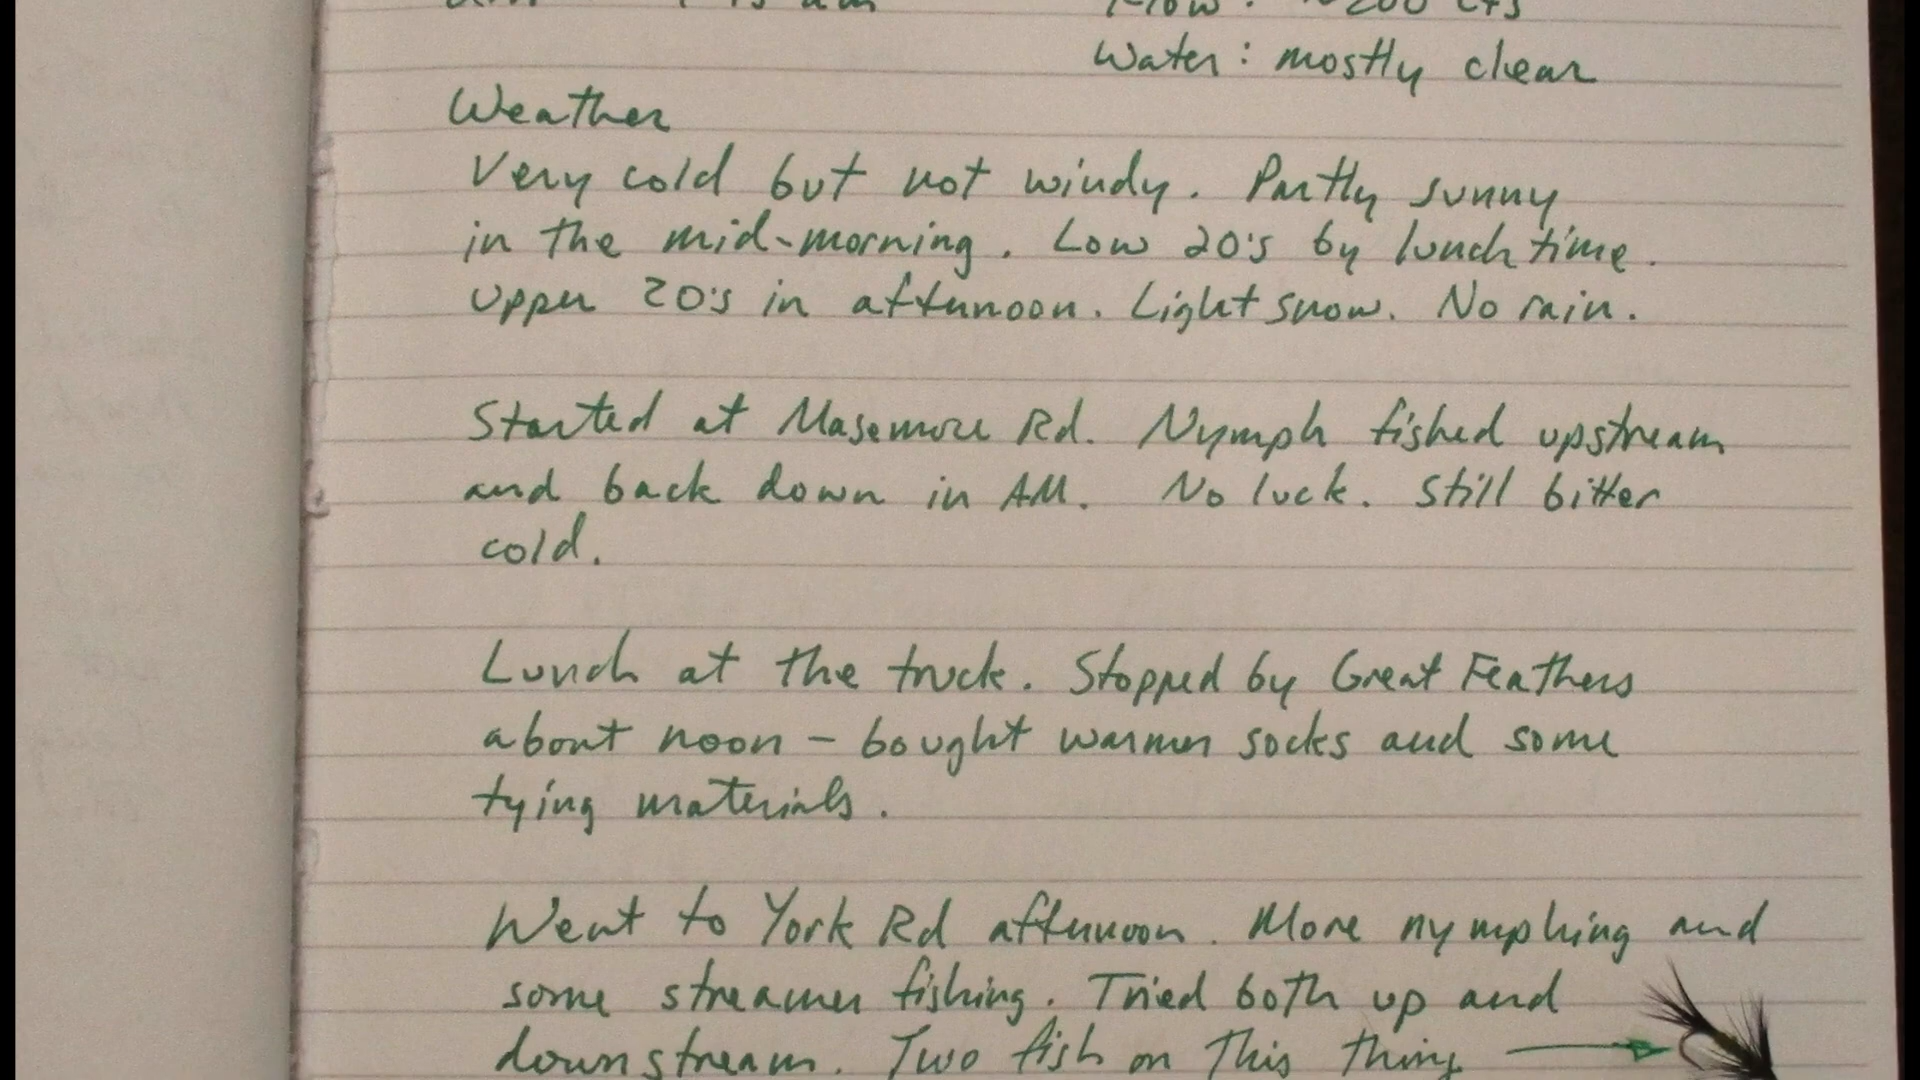 Flow: ~200 cfs
Water: mostly clear
Weather
Very cold but not windy. Partly sunny
in the mid-morning. Low 20's by lunch time.
Upper 20's in afternoon. Light snow. No rain.
Started at Masemore Rd. Nymph fished upstream
and back down in AM. No luck. Still bitter
cold.
Lunch at the truck. Stopped by Great Feathers
about noon – bought warmer socks and some
tying materials.
Went to York Rd afternoon. More nymphing and
some streamer fishing. Tried both up and
downstream. Two fish on this thing